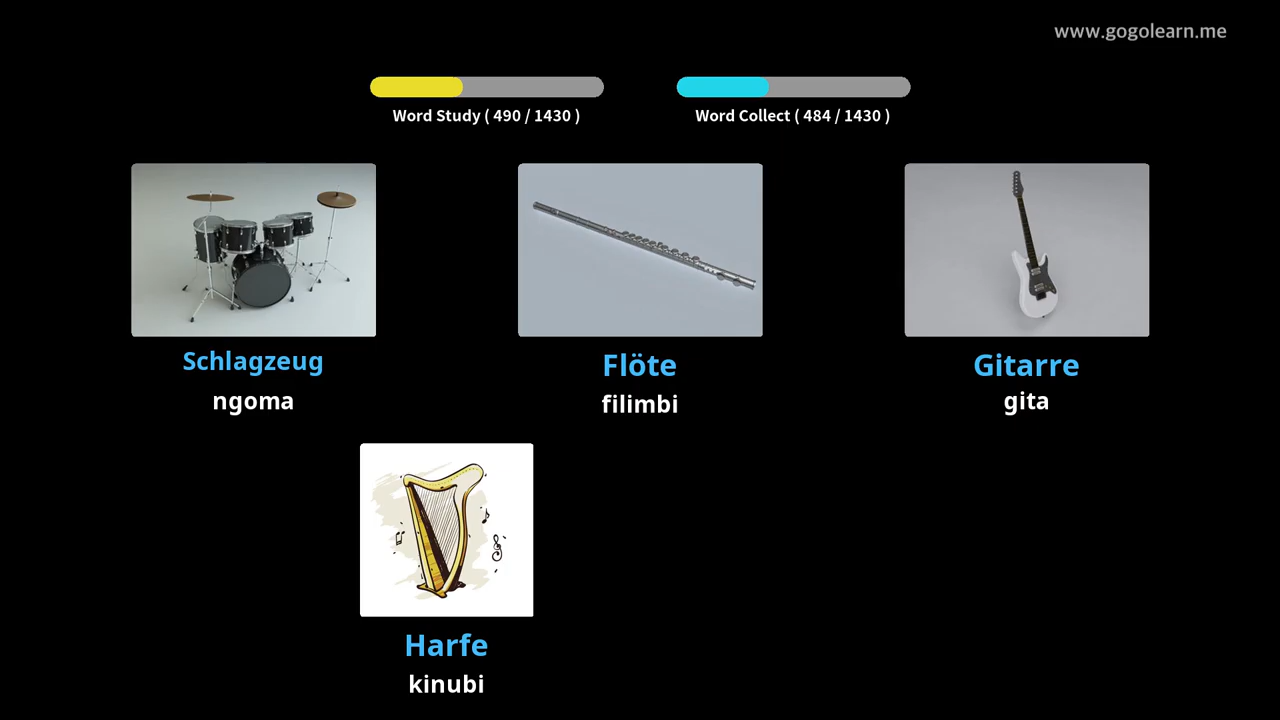 www.gogolearn.me
Word Study ( 490 / 1430 )
Word Collect ( 484 / 1430 )
Schlagzeug
ngoma
Flöte
filimbi
Gitarre
gita
Harfe
kinubi